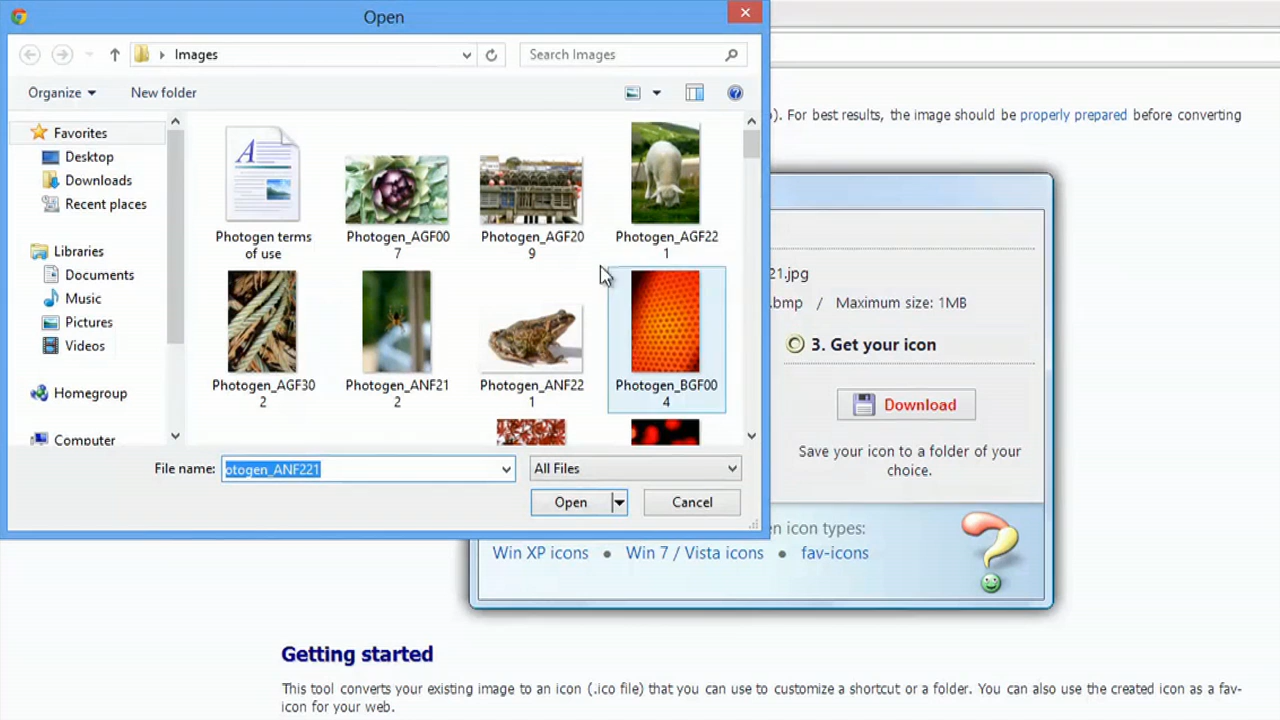 Open
Images
Search Images
Organize
New folder
Favorites
Desktop
Downloads
Recent places
Libraries
Documents
Music
Pictures
Videos
Homegroup
Computer
Photogen terms
of use
Photogen_AGF00
7
Photogen_AGF20
9
Photogen_AGF22
1
Photogen_AGF30
2
Photogen_ANF21
2
Photogen_ANF22
1
Photogen_BGF00
4
File name:
otogen_ANF221
All Files
Open
Cancel
). For best results, the image should be properly prepared before converting
21.jpg
.bmp / Maximum size: 1MB
3. Get your icon
Download
Save your icon to a folder of your
choice.
en icon types:
Win XP icons • Win 7 / Vista icons • fav-icons
Getting started
This tool converts your existing image to an icon (.ico file) that you can use to customize a shortcut or a folder. You can also use the created icon as a fav-
icon for your web.